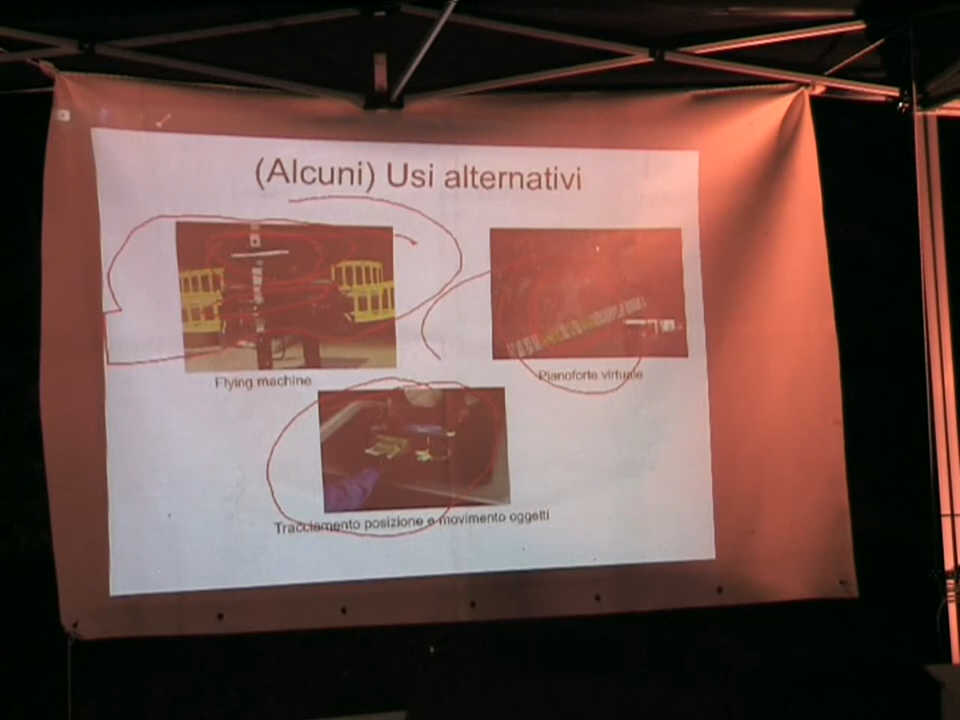 (Alcuni) Usi alternativi
Flying machine
Pianoforte virtuale
Tracciamento posizione e movimento oggetti